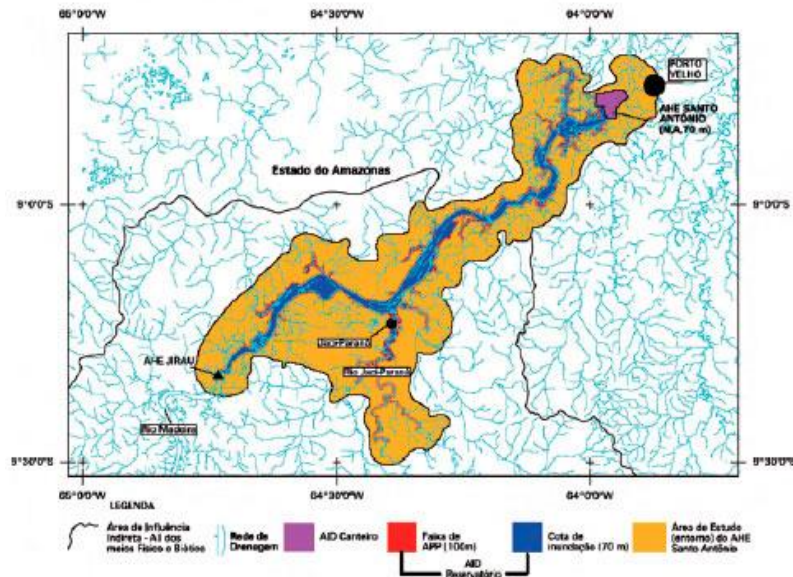 65°0'0"W
64°30'0"W
64°0'0"W
PORTO
VELHO
AHE SANTO
ANTÔNIO
(N.A.70 m)
Estado do Amazonas
9°0'0"S
9°0'0"S
Jaci-Paraná
AHE JIRAU
Rio Jaci-Paraná
Rio Madeira
9°30'0"S
9°30'0"S
65°0'0"W
64°30'0"W
64°0'0"W
LEGENDA
Área de Influência
Indireta - AII dos
meios Físico e Biótico
Rede de
Drenagem
AID Canteiro
Faixa de
APP (100m)
Cota de
inundação (70 m)
Área de Estudo
(entorno) do AHE
Santo Antônio
AID
Reservatório